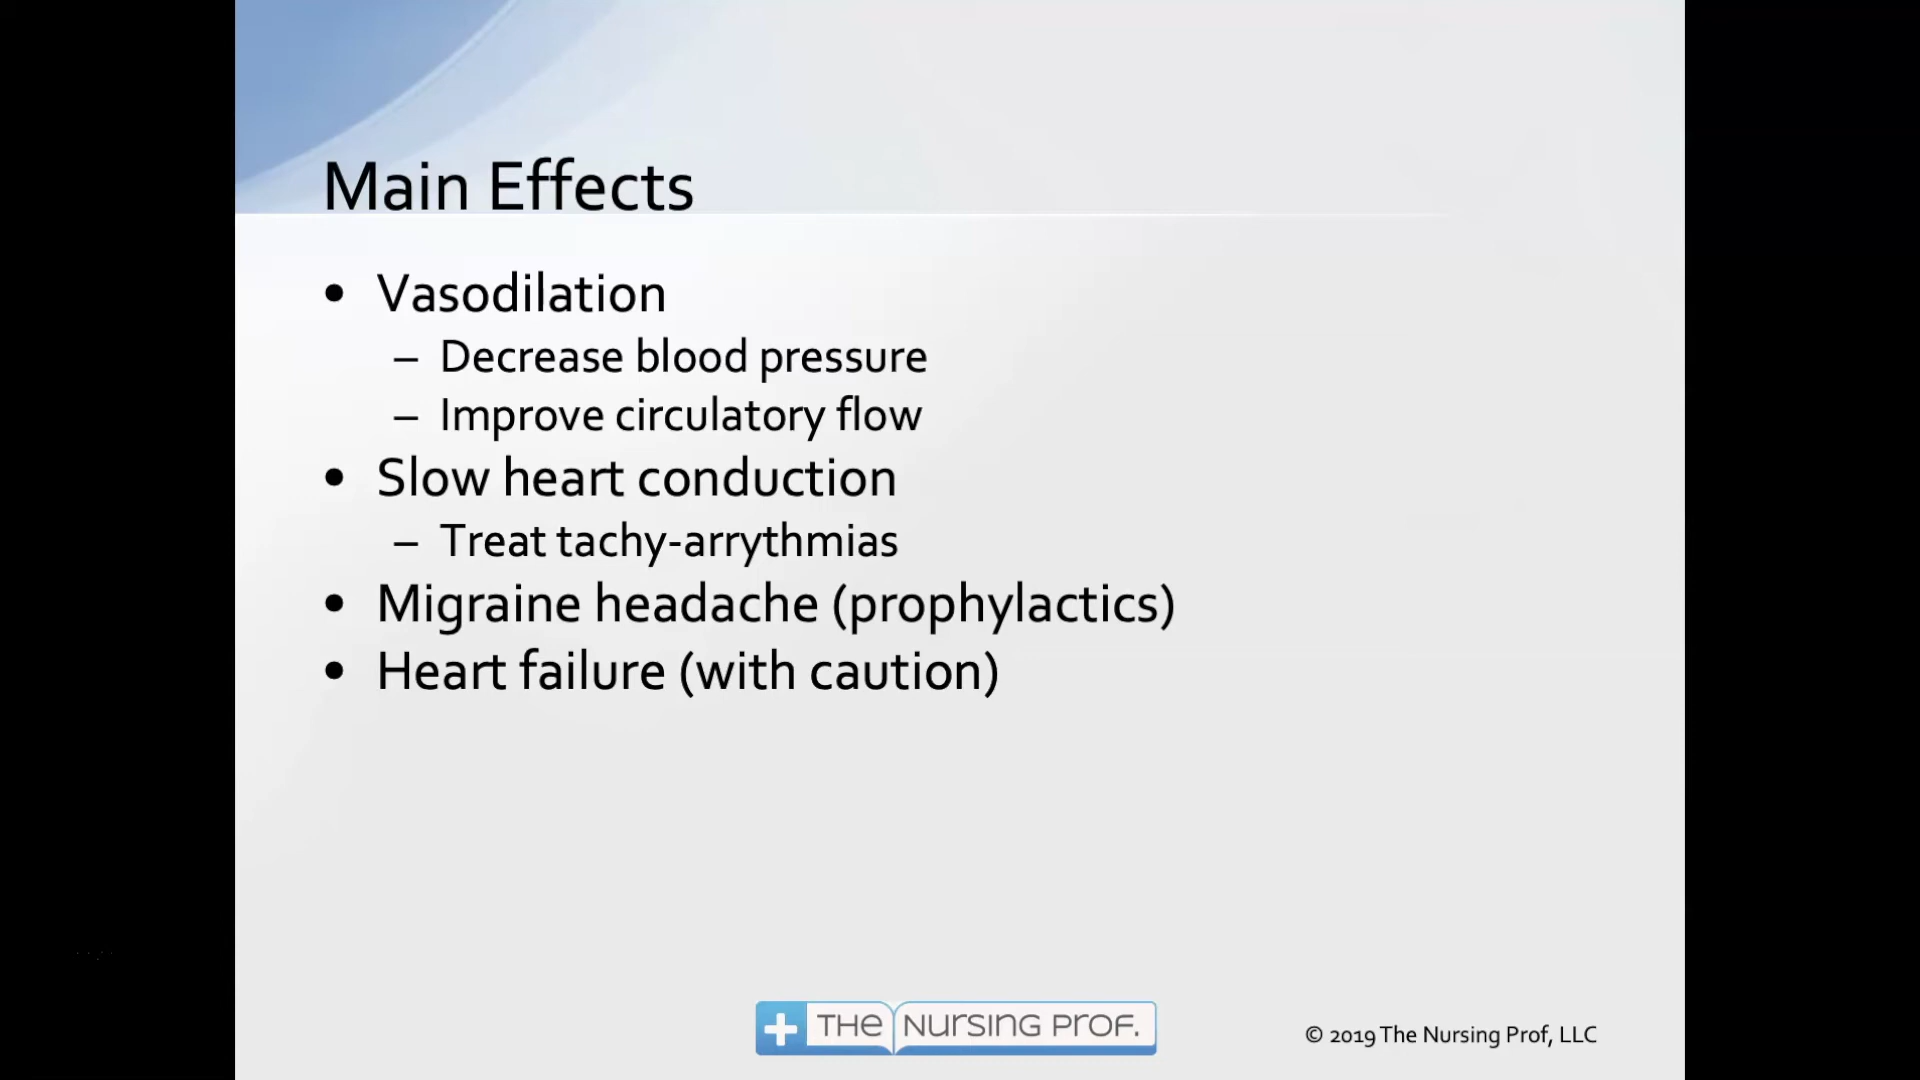 Main Effects
• Vasodilation
– Decrease blood pressure
– Improve circulatory flow
• Slow heart conduction
– Treat tachy-arrythmias
• Migraine headache (prophylactics)
• Heart failure (with caution)
THE NURSING PROF.
© 2019 The Nursing Prof, LLC